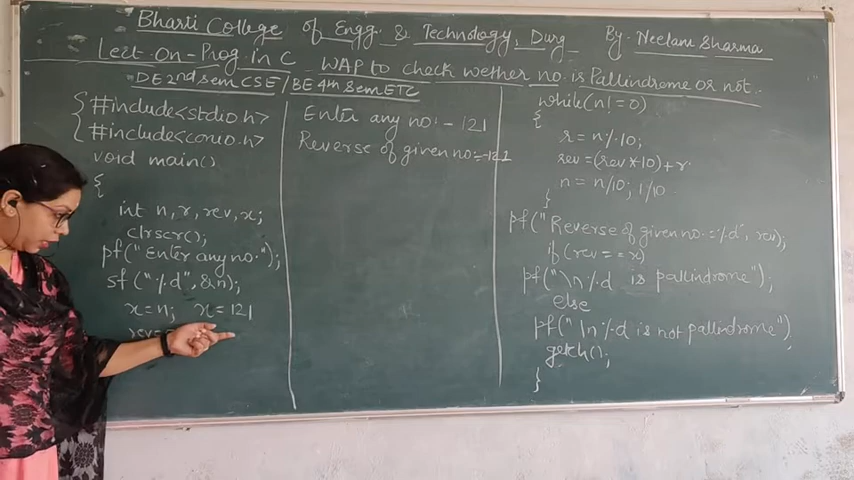 Bharti College of Engg. & Technology, Durg By. Neelam Sharma
Lect-On-Prog. in C WAP to check wether no. is Pallindrome or not.
DE 2nd sem CSE / BE 4th Sem ETC
#include<stdio.h>
#include<conio.h>
void main()
{
int n, r, rev, x;
clrscr();
pf("Enter any no.");
sf("%d", &n);
x=n; x=121
rev=
Enter any no:- 121
Reverse of given no:-121
while(n!=0)
{
r = n%10;
rev=(rev*10)+r
n = n/10; 1/10
}
pf("Reverse of given no.=%d", rev);
if (rev==x)
pf("\n%d is pallindrome");
else
pf("\n%d is not pallindrome")
getch();
}